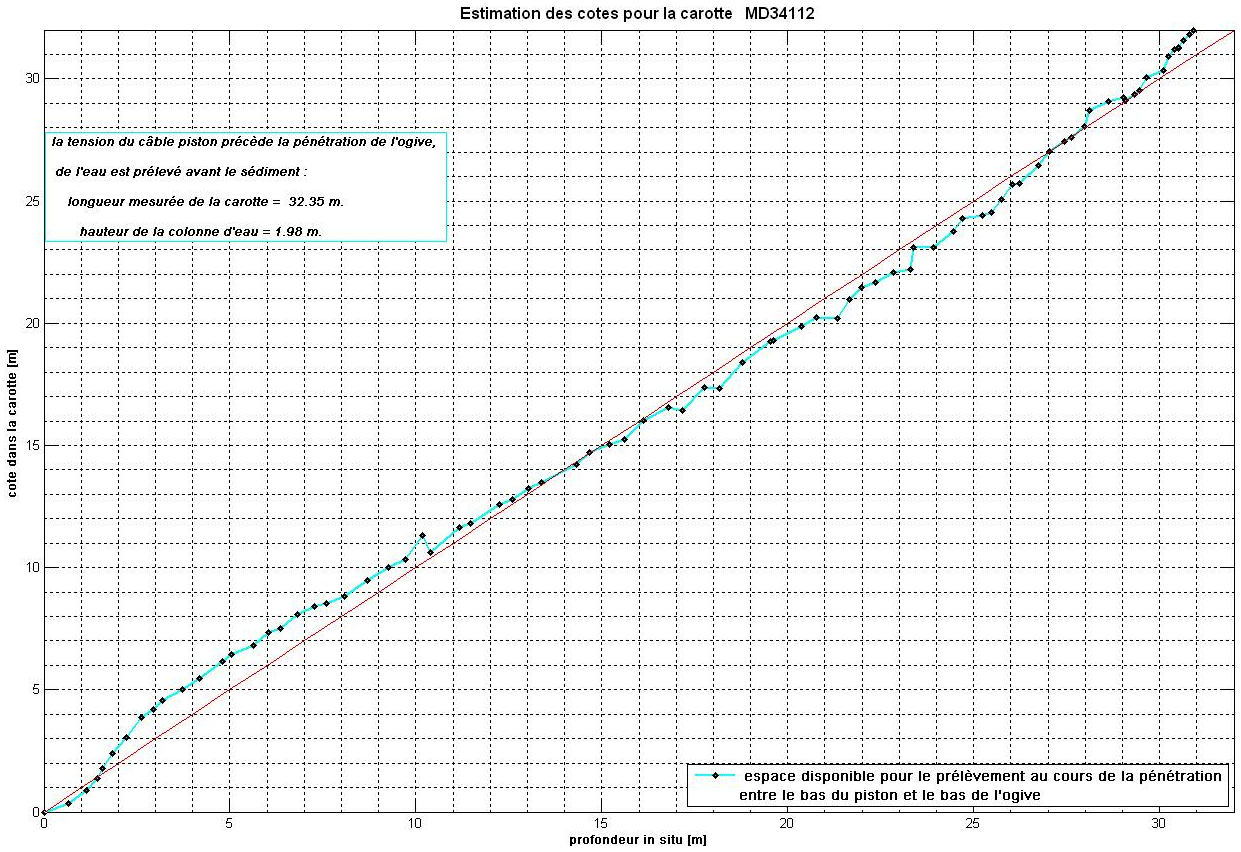 Estimation des cotes pour la carotte MD34112
30
25
20
15
10
5
0
cote dans la carotte [m]
la tension du câble piston précède la pénétration de l'ogive,
de l'eau est prélevé avant le sédiment :
longueur mesurée de la carotte = 32.35 m.
hauteur de la colonne d'eau = 1.98 m.
espace disponible pour le prélèvement au cours de la pénétration
entre le bas du piston et le bas de l'ogive
0 5 10 15 20 25 30
profondeur in situ [m]